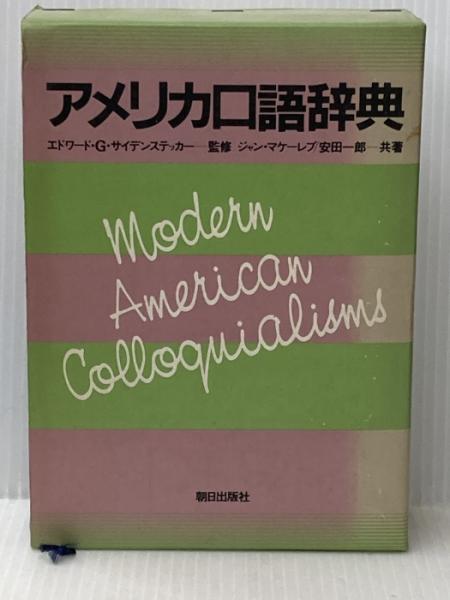 アメリカ口語辞典
エドワード・G・サイデンステッカー―監修 ジャン・マケーレブ/安田一郎―共著
Modern
American
Colloquialisms
朝日出版社